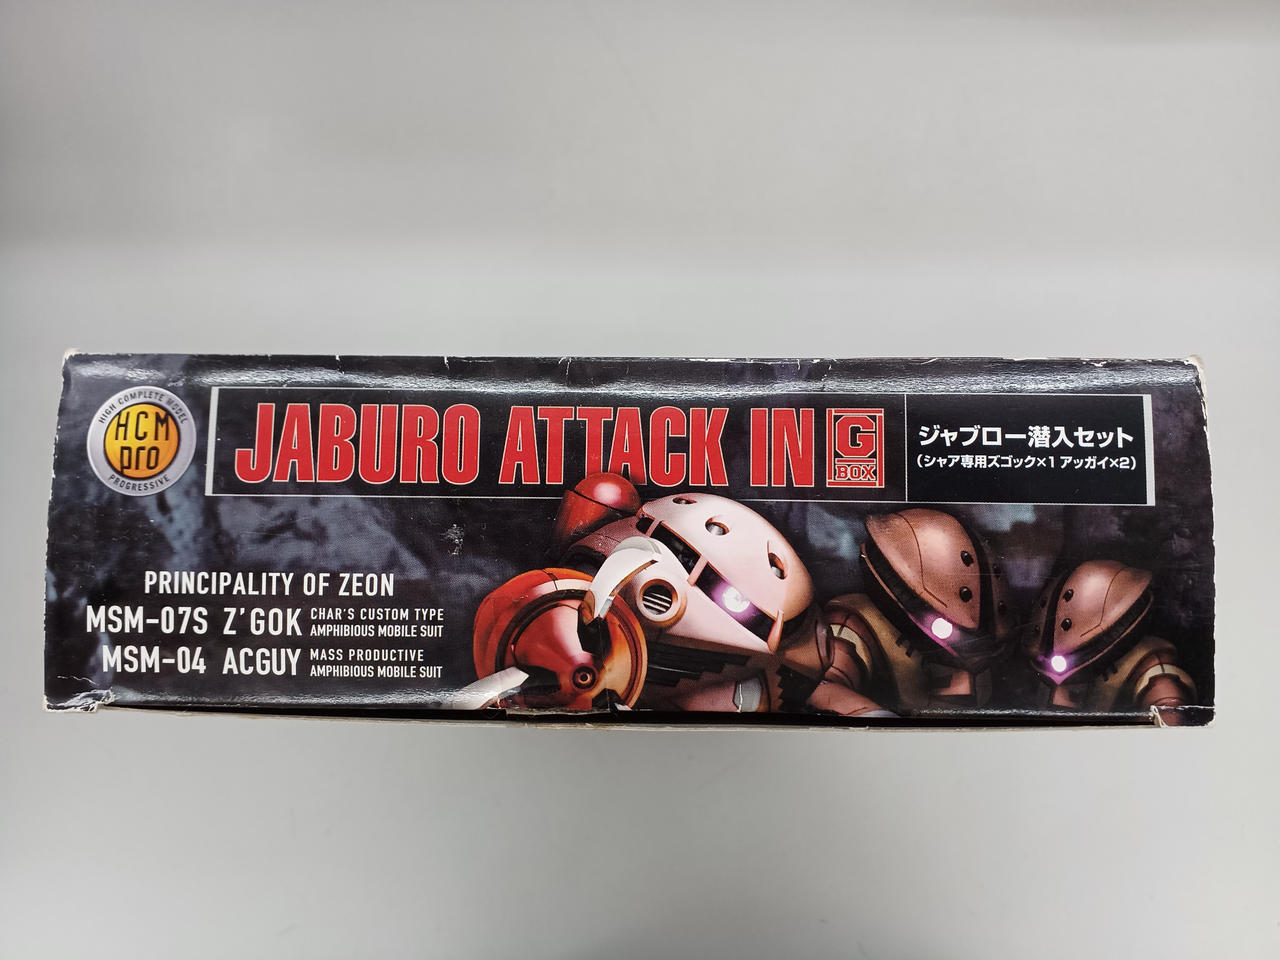 HIGH COMPLETE MODEL
HCM
pro
PROGRESSIVE
JABURO ATTACK IN G BOX
ジャブロー潜入セット
(シャア専用ズゴック×1 アッガイ×2)
PRINCIPALITY OF ZEON
MSM-07S Z'GOK CHAR'S CUSTOM TYPE
AMPHIBIOUS MOBILE SUIT
MSM-04 ACGUY MASS PRODUCTIVE
AMPHIBIOUS MOBILE SUIT